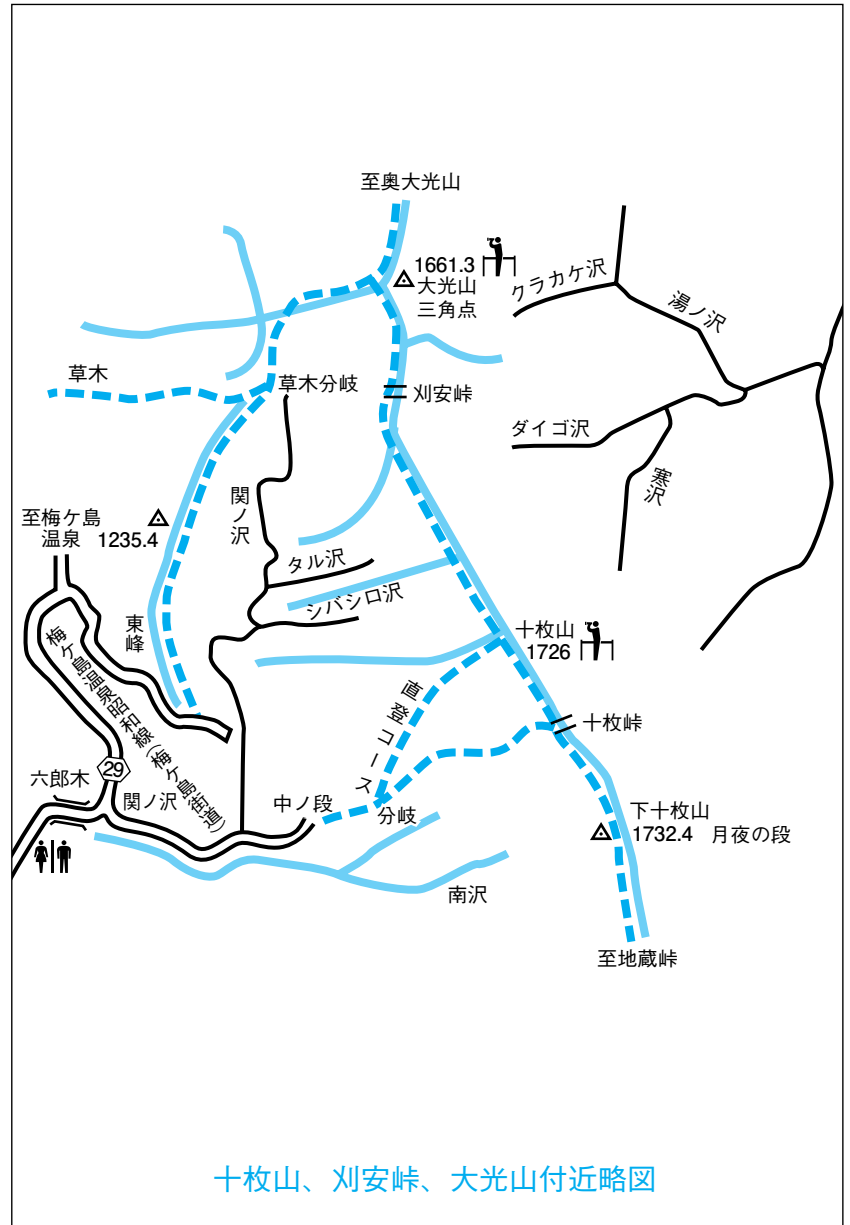 至奥大光山
1661.3
大光山
三角点
クラカケ沢
湯ノ沢
草木
草木分岐
刈安峠
ダイゴ沢
寒沢
関ノ沢
至梅ケ島
温泉 1235.4
タル沢
シバシロ沢
東峰
十枚山
1726
梅ケ島温泉昭和線(梅ケ島街道)
直登コース
十枚峠
29
六郎木
関ノ沢
中ノ段
分岐
下十枚山
1732.4 月夜の段
南沢
至地蔵峠
十枚山、刈安峠、大光山付近略図